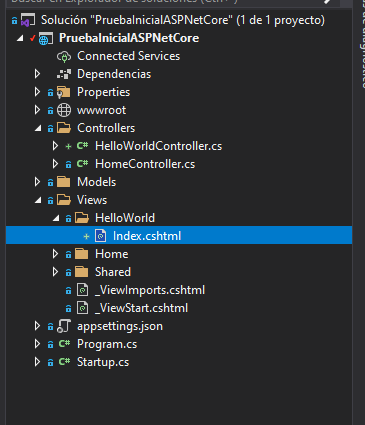 Buscar en Explorador de soluciones (Ctrl+')
Solución "PruebaInicialASPNetCore" (1 de 1 proyecto)
PruebaInicialASPNetCore
Connected Services
Dependencias
Properties
wwwroot
Controllers
C# HelloWorldController.cs
C# HomeController.cs
Models
Views
HelloWorld
Index.cshtml
Home
Shared
_ViewImports.cshtml
_ViewStart.cshtml
appsettings.json
C# Program.cs
C# Startup.cs
de diagnóstico